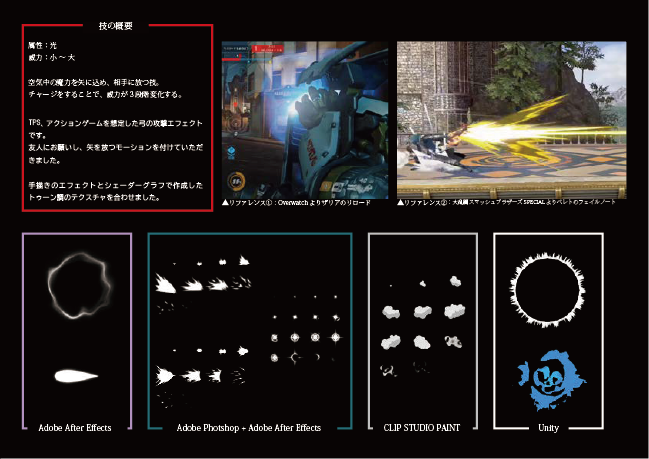 技の概要
属性：光
威力：小～大
空気中の魔力を矢に込め、相手に放つ技。
チャージをすることで、威力が３段階変化する。
TPS、アクションゲームを想定した弓の攻撃エフェクト
です。
友人にお願いし、矢を放つモーションを付けていただ
きました。
手描きのエフェクトとシェーダーグラフで作成した
トゥーン調のテクスチャを合わせました。
▲リファレンス①：Overwatchよりザリアのリロード
▲リファレンス②：大乱闘スマッシュブラザーズSPECIALよりベレトのフェイルノート
Adobe After Effects
Adobe Photshop + Adobe After Effects
CLIP STUDIO PAINT
Unity